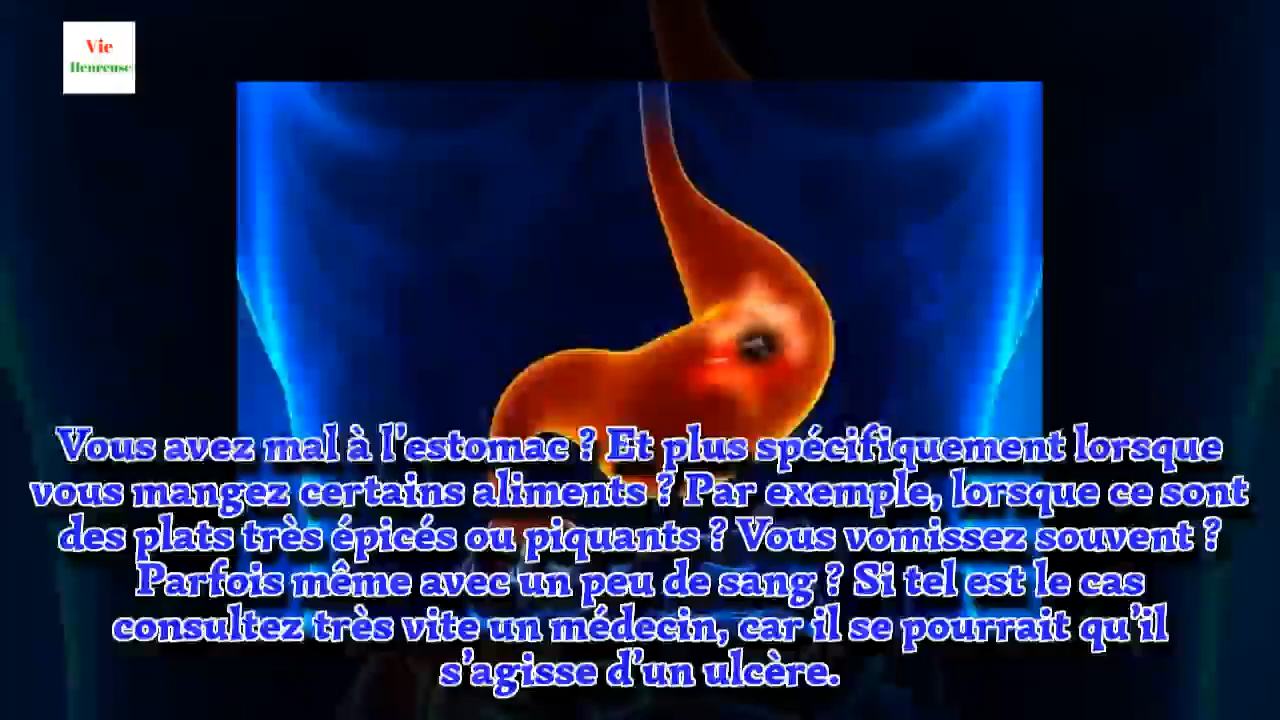 Vie
Heureuse
Vous avez mal à l'estomac ? Et plus spécifiquement lorsque
vous mangez certains aliments ? Par exemple, lorsque ce sont
des plats très épicés ou piquants ? Vous vomissez souvent ?
Parfois même avec un peu de sang ? Si tel est le cas
consultez très vite un médecin, car il se pourrait qu'il
s'agisse d'un ulcère.